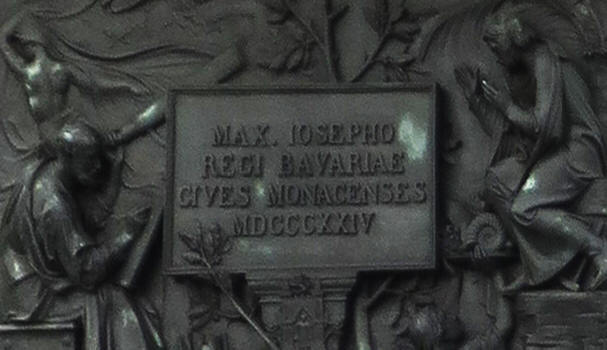 MAX. IOSEPHO
REGI BAVARIAE
CIVES MONACENSES
MDCCCXXIV